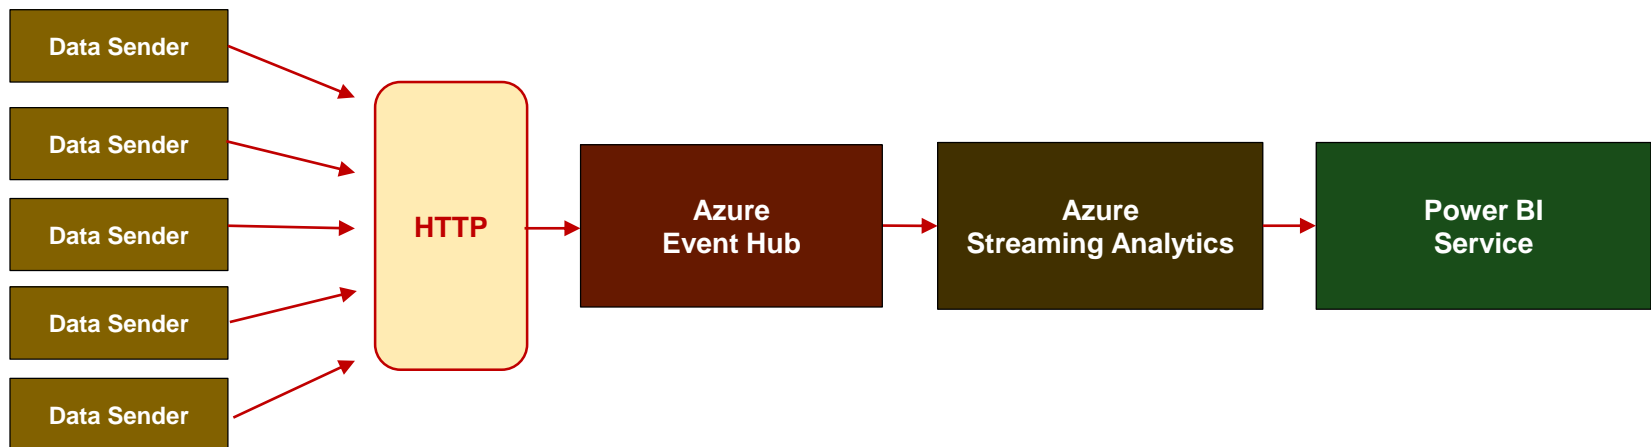 Data Sender
Data Sender
Data Sender
Data Sender
Data Sender
HTTP
Azure
Event Hub
Azure
Streaming Analytics
Power BI
Service